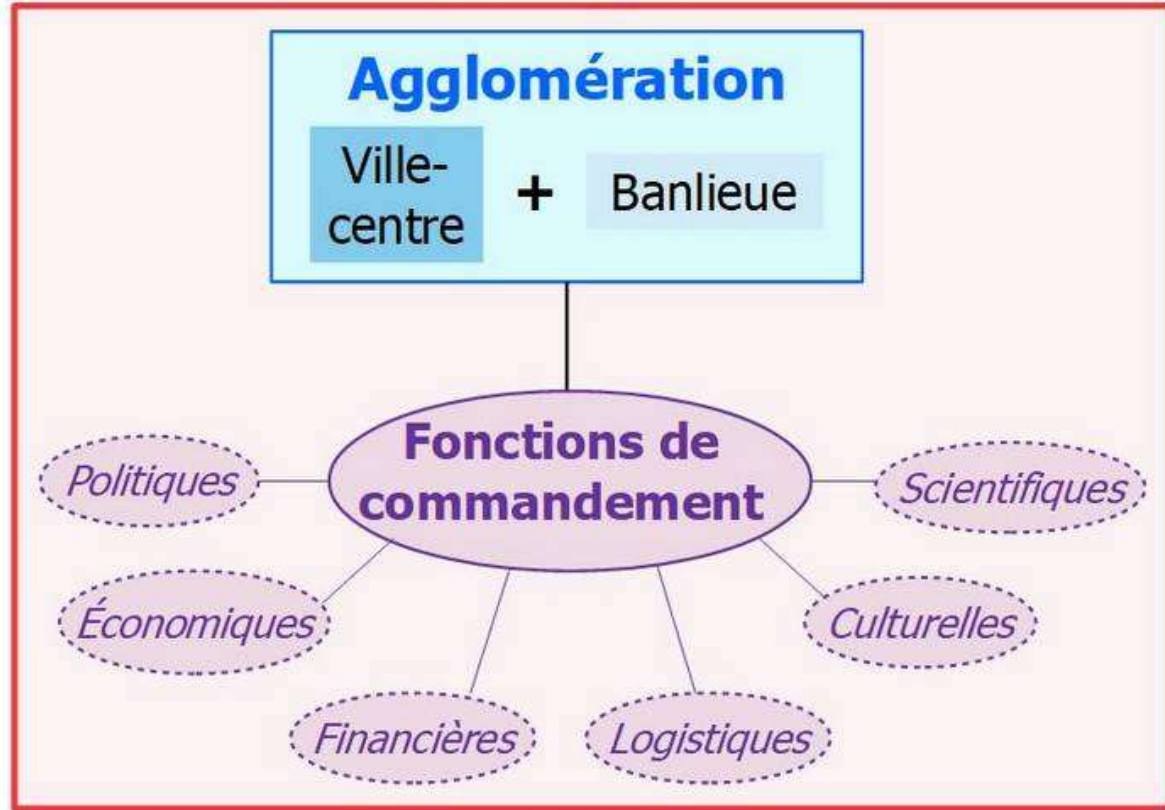 Agglomération
Ville-
centre
+
Banlieue
Fonctions de
commandement
Politiques
Scientifiques
Économiques
Culturelles
Financières
Logistiques